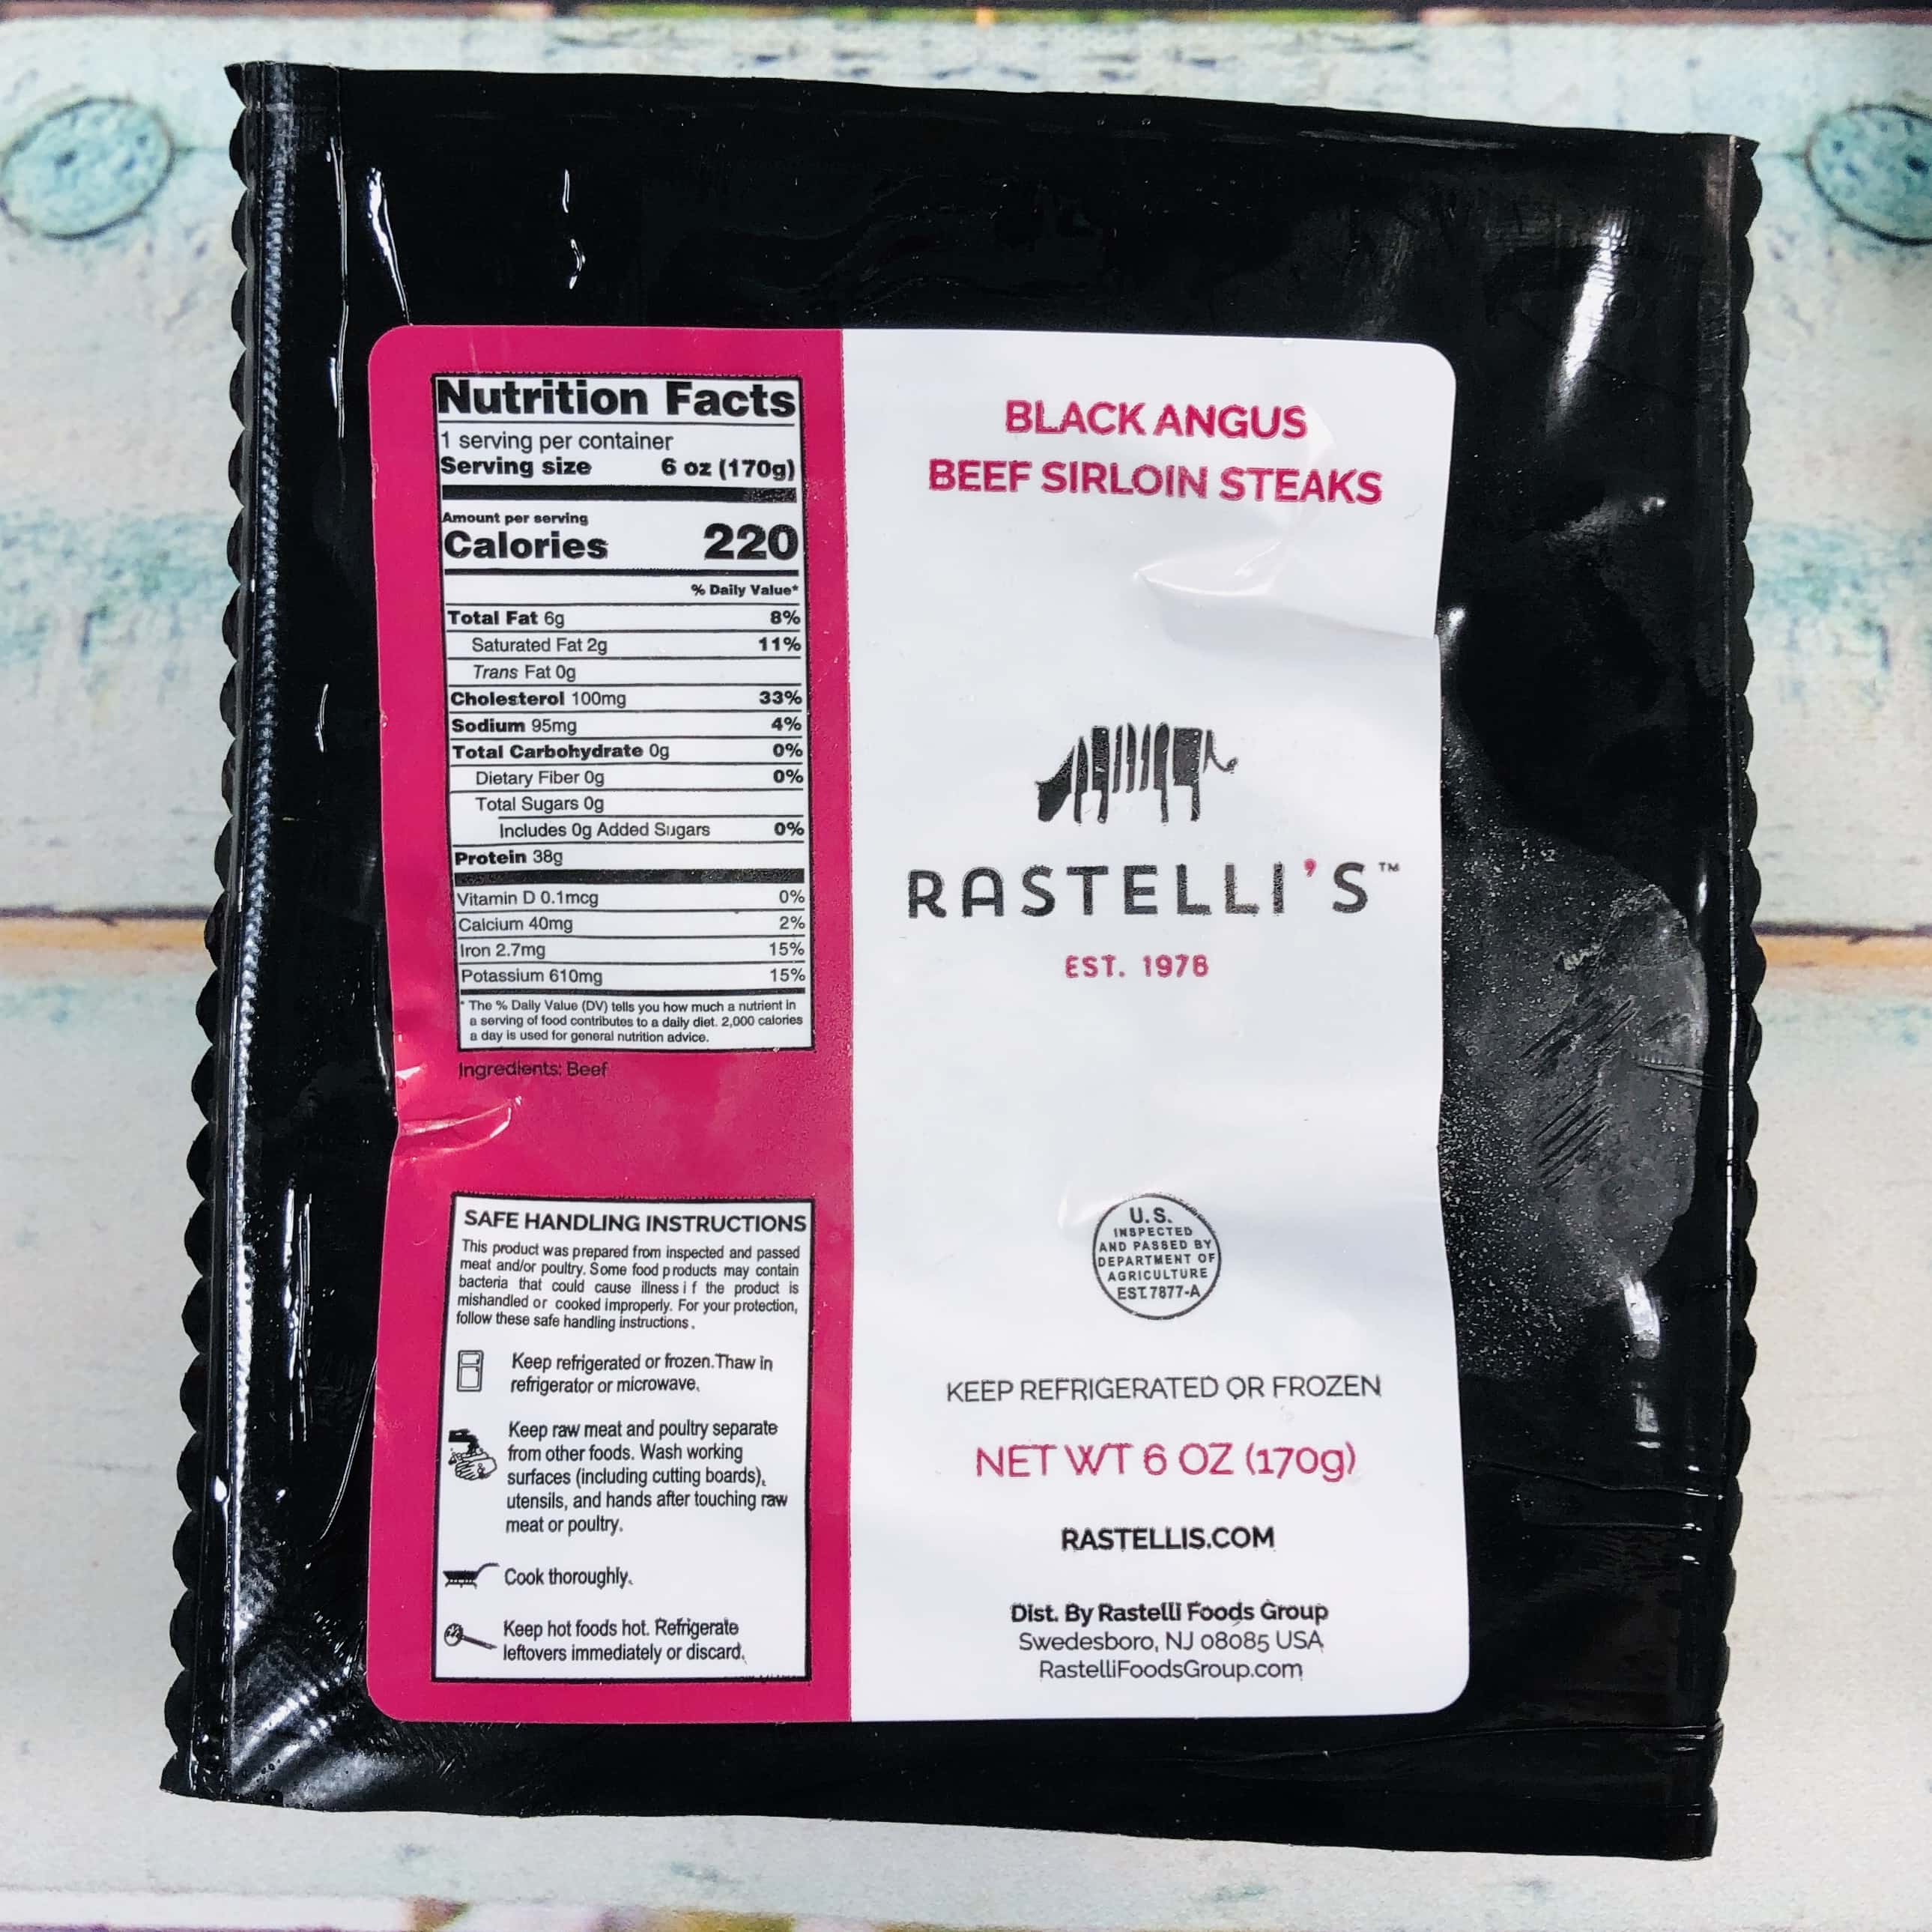 Nutrition Facts
1 serving per container
Serving size 6 oz (170g)
Amount per serving
Calories 220
% Daily Value*
Total Fat 6g 8%
Saturated Fat 2g 11%
Trans Fat 0g
Cholesterol 100mg 33%
Sodium 95mg 4%
Total Carbohydrate 0g 0%
Dietary Fiber 0g 0%
Total Sugars 0g
Includes 0g Added Sugars 0%
Protein 38g
Vitamin D 0.1mcg 0%
Calcium 40mg 2%
Iron 2.7mg 15%
Potassium 610mg 15%
* The % Daily Value (DV) tells you how much a nutrient in
a serving of food contributes to a daily diet. 2,000 calories
a day is used for general nutrition advice.
Ingredients: Beef
SAFE HANDLING INSTRUCTIONS
This product was prepared from inspected and passed
meat and/or poultry. Some food products may contain
bacteria that could cause illness if the product is
mishandled or cooked improperly. For your protection,
follow these safe handling instructions.
Keep refrigerated or frozen. Thaw in
refrigerator or microwave.
Keep raw meat and poultry separate
from other foods. Wash working
surfaces (including cutting boards),
utensils, and hands after touching raw
meat or poultry.
Cook thoroughly.
Keep hot foods hot. Refrigerate
leftovers immediately or discard.
BLACK ANGUS
BEEF SIRLOIN STEAKS
RASTELLI'S™
EST. 1976
U.S.
INSPECTED
AND PASSED BY
DEPARTMENT OF
AGRICULTURE
EST. 7877-A
KEEP REFRIGERATED OR FROZEN
NET WT 6 OZ (170g)
RASTELLIS.COM
Dist. By Rastelli Foods Group
Swedesboro, NJ 08085 USA
RastelliFoodsGroup.com